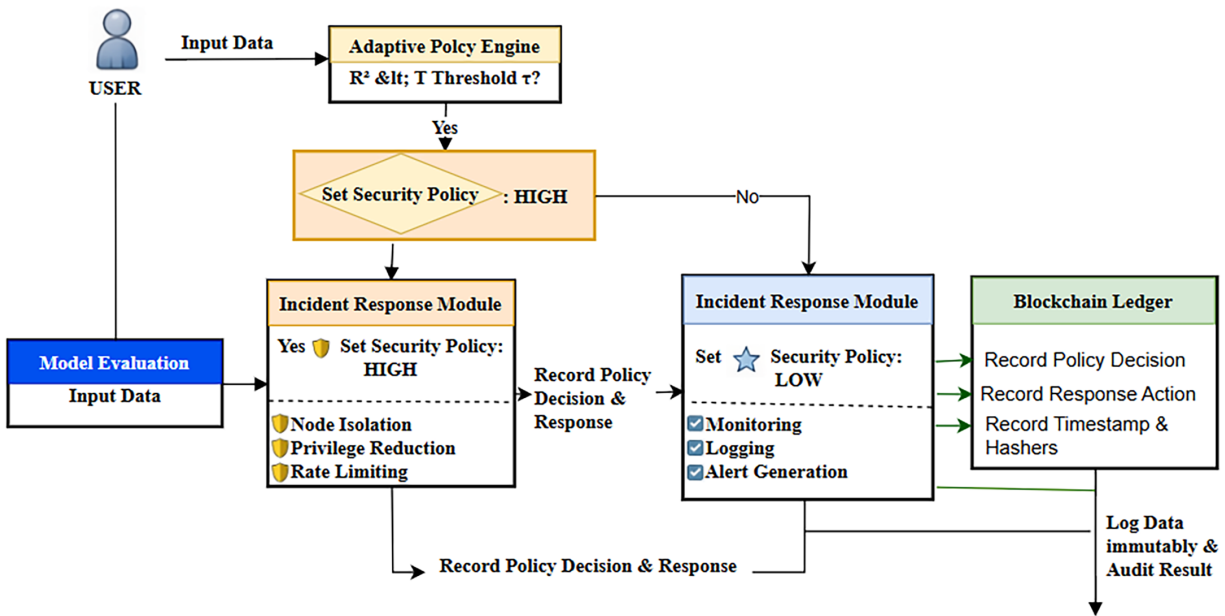 Input Data
USER
Adaptive Polcy Engine
R² &lt; T Threshold τ?
Yes
Set Security Policy : HIGH
No
Incident Response Module
Yes Set Security Policy:
HIGH
Node Isolation
Privilege Reduction
Rate Limiting
Model Evaluation
Input Data
Record Policy
Decision &
Response
Incident Response Module
Set Security Policy:
LOW
Monitoring
Logging
Alert Generation
Blockchain Ledger
Record Policy Decision
Record Response Action
Record Timestamp &
Hashers
Record Policy Decision & Response
Log Data
immutably &
Audit Result